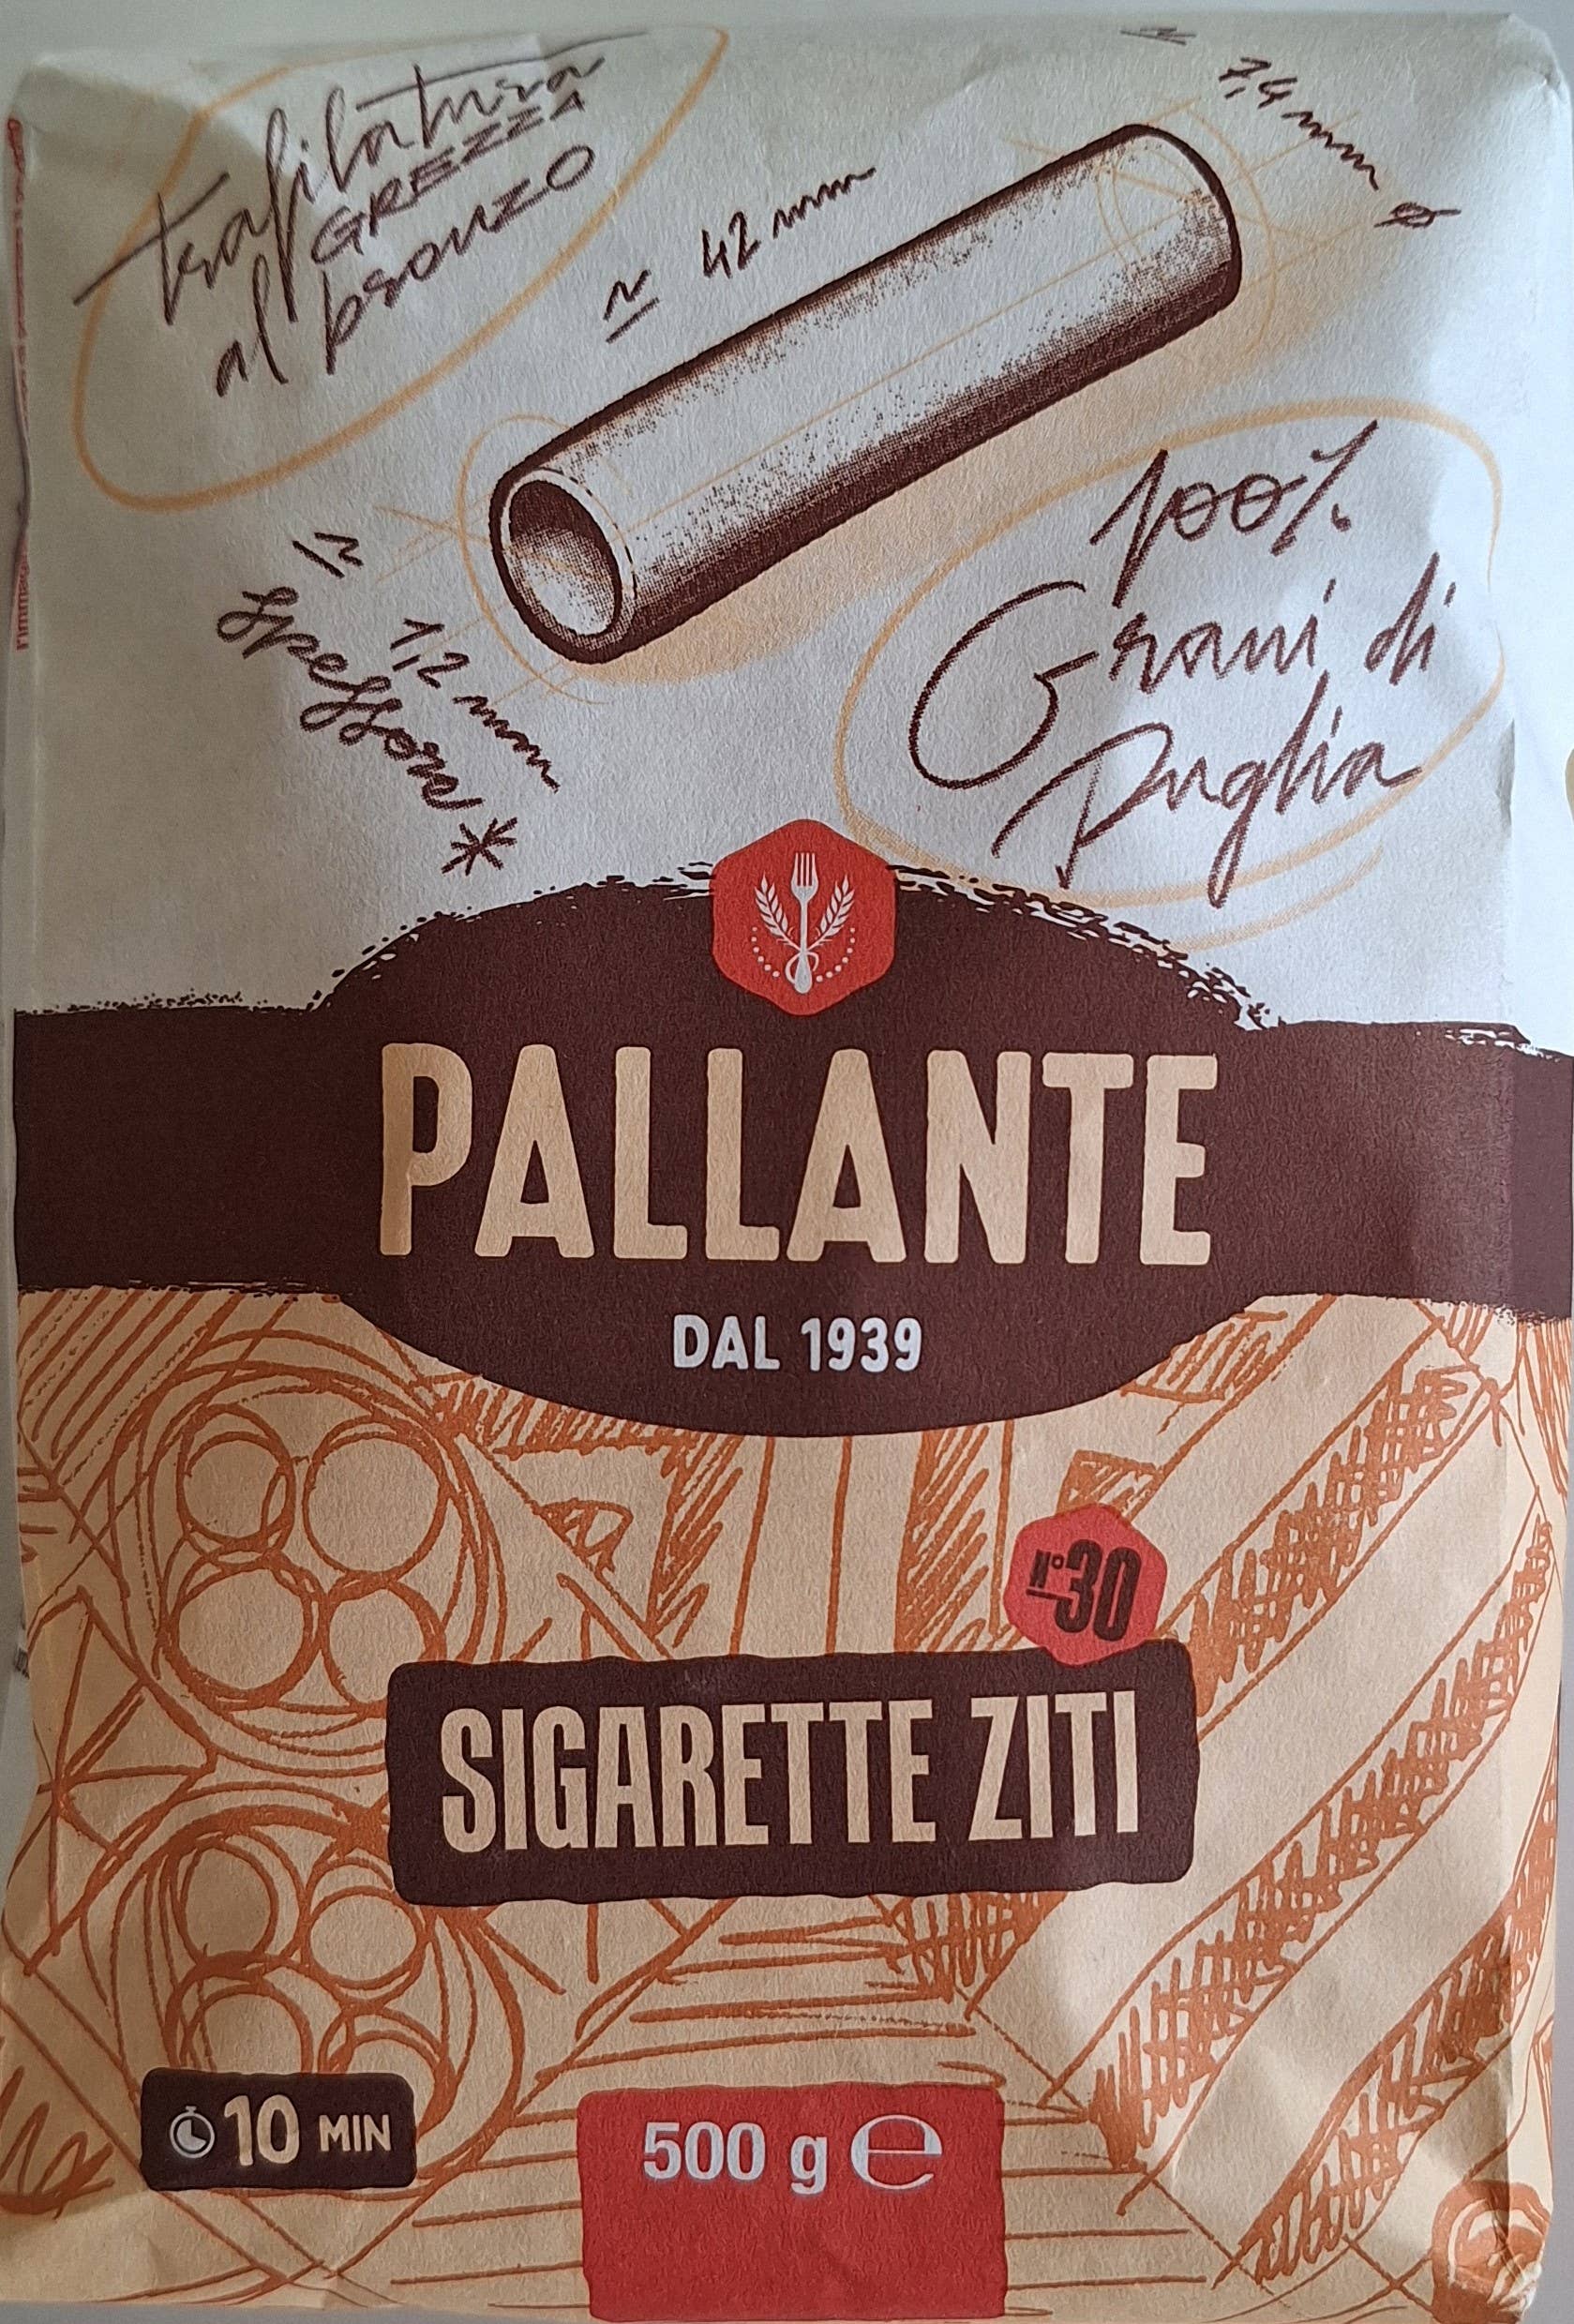 trafilatura
GREZZA
al bronzo
~ 42 mm
~ 7,4 mm ø
~ 1,2 mm
spessore *
100%
Grani di
Puglia
PALLANTE
DAL 1939
N°30
SIGARETTE ZITI
10 MIN
500 g ℮